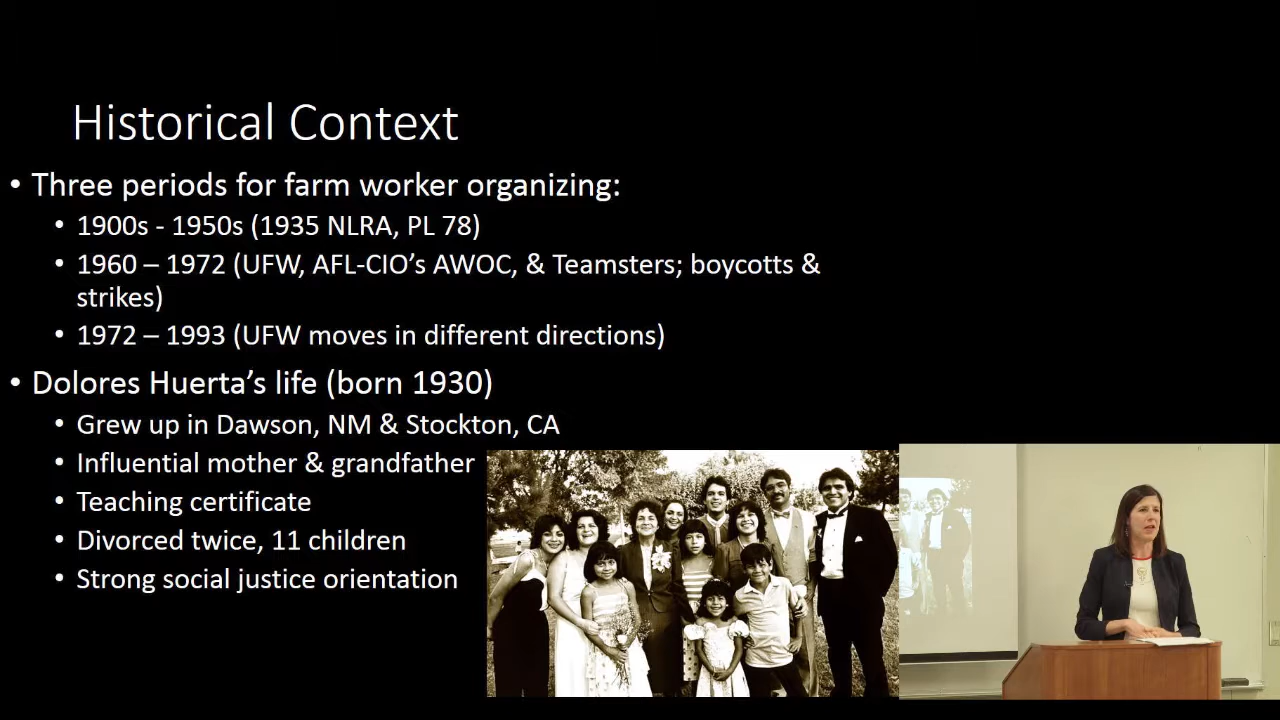 Historical Context
• Three periods for farm worker organizing:
• 1900s - 1950s (1935 NLRA, PL 78)
• 1960 – 1972 (UFW, AFL-CIO’s AWOC, & Teamsters; boycotts &
strikes)
• 1972 – 1993 (UFW moves in different directions)
• Dolores Huerta’s life (born 1930)
• Grew up in Dawson, NM & Stockton, CA
• Influential mother & grandfather
• Teaching certificate
• Divorced twice, 11 children
• Strong social justice orientation